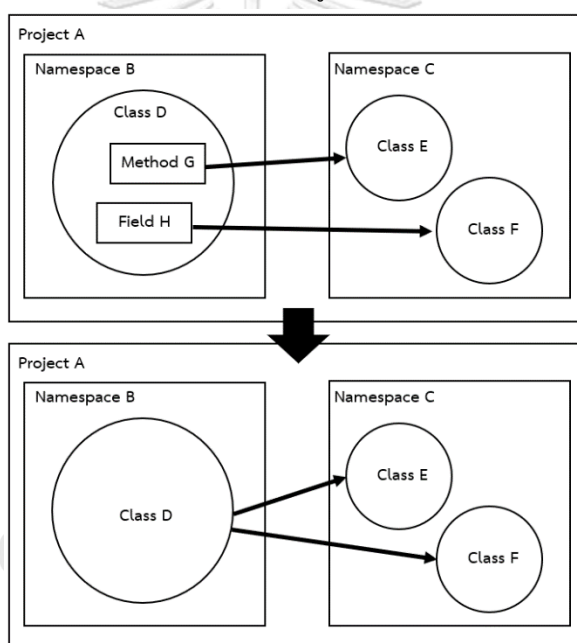 Project A
Namespace B
Namespace C
Class D
Class E
Method G
Field H
Class F
Project A
Namespace B
Namespace C
Class E
Class D
Class F